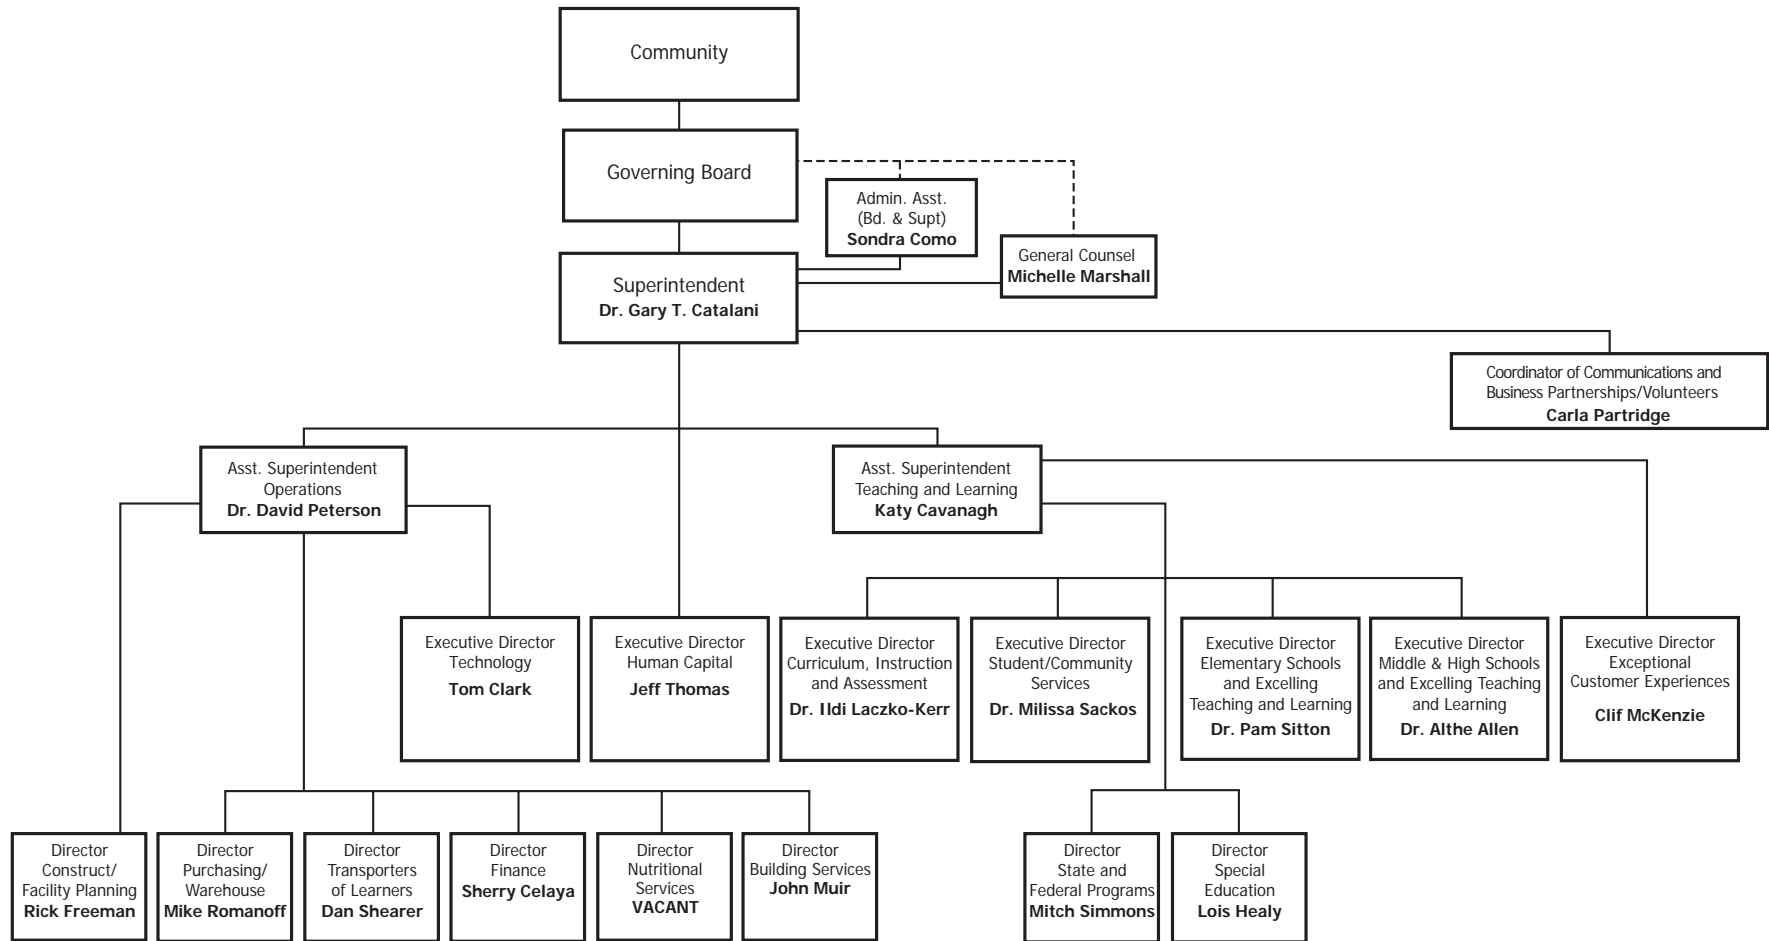 Community
Governing Board
Admin. Asst.
(Bd. & Supt)
Sondra Como
General Counsel
Michelle Marshall
Superintendent
Dr. Gary T. Catalani
Coordinator of Communications and
Business Partnerships/Volunteers
Carla Partridge
Asst. Superintendent
Operations
Dr. David Peterson
Asst. Superintendent
Teaching and Learning
Katy Cavanagh
Executive Director
Technology
Tom Clark
Executive Director
Human Capital
Jeff Thomas
Executive Director
Curriculum, Instruction
and Assessment
Dr. Ildi Laczko-Kerr
Executive Director
Student/Community
Services
Dr. Milissa Sackos
Executive Director
Elementary Schools
and Excelling
Teaching and Learning
Dr. Pam Sitton
Executive Director
Middle & High Schools
and Excelling Teaching
and Learning
Dr. Althe Allen
Executive Director
Exceptional
Customer Experiences
Clif McKenzie
Director
Construct/
Facility Planning
Rick Freeman
Director
Purchasing/
Warehouse
Mike Romanoff
Director
Transporters
of Learners
Dan Shearer
Director
Finance
Sherry Celaya
Director
Nutritional
Services
VACANT
Director
Building Services
John Muir
Director
State and
Federal Programs
Mitch Simmons
Director
Special
Education
Lois Healy